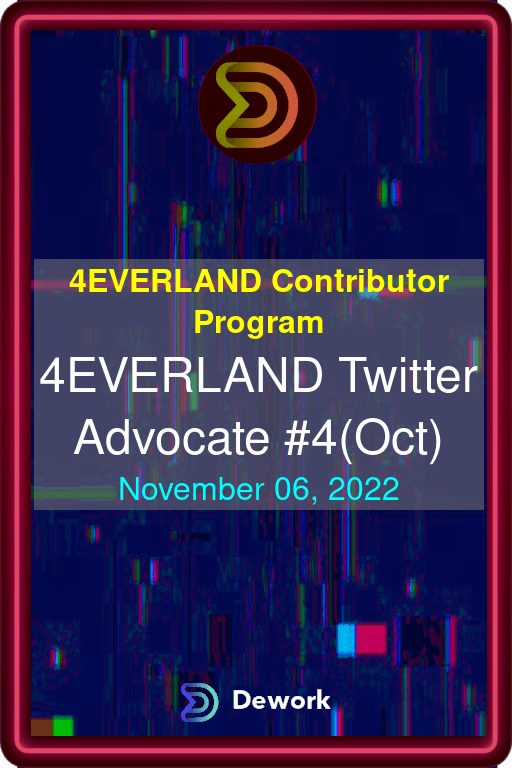 4EVERLAND Contributor
Program
4EVERLAND Twitter
Advocate #4(Oct)
November 06, 2022
Dework